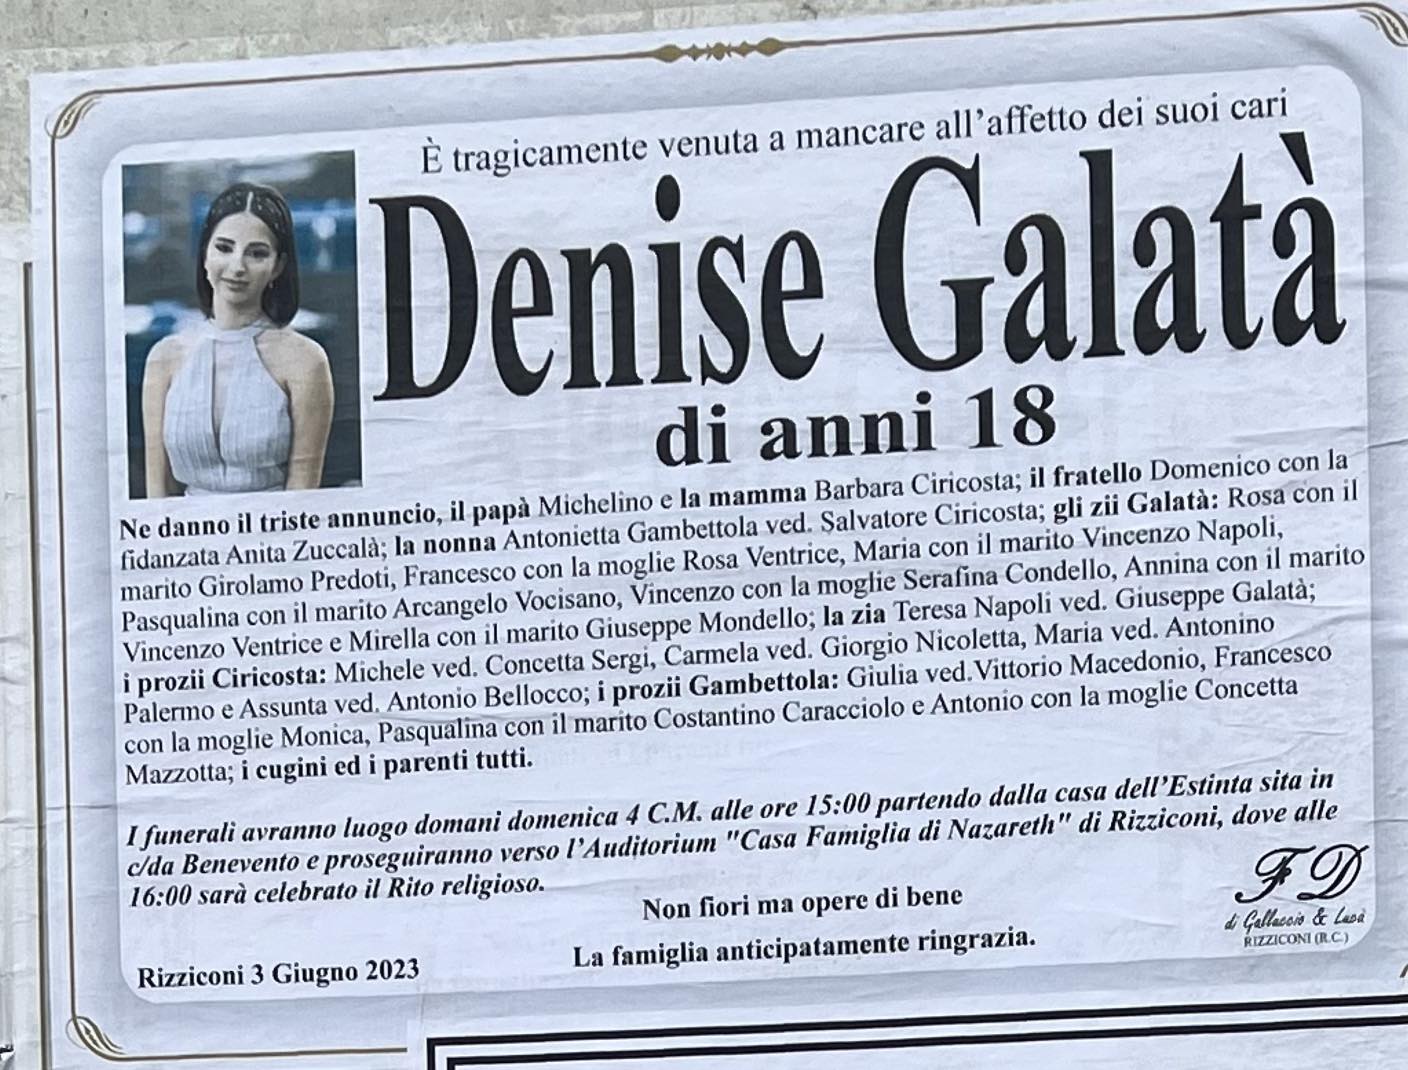 È tragicamente venuta a mancare all'affetto dei suoi cari
Denise Galatà
di anni 18
Ne danno il triste annuncio, il papà Michelino e la mamma Barbara Ciricosta; il fratello Domenico con la
fidanzata Anita Zuccalà; la nonna Antonietta Gambettola ved. Salvatore Ciricosta; gli zii Galatà: Rosa con il
marito Girolamo Predoti, Francesco con la moglie Rosa Ventrice, Maria con il marito Vincenzo Napoli,
Pasqualina con il marito Arcangelo Vocisano, Vincenzo con la moglie Serafina Condello, Annina con il marito
Vincenzo Ventrice e Mirella con il marito Giuseppe Mondello; la zia Teresa Napoli ved. Giuseppe Galatà;
i prozii Ciricosta: Michele ved. Concetta Sergi, Carmela ved. Giorgio Nicoletta, Maria ved. Antonino
Palermo e Assunta ved. Antonio Bellocco; i prozii Gambettola: Giulia ved.Vittorio Macedonio, Francesco
con la moglie Monica, Pasqualina con il marito Costantino Caracciolo e Antonio con la moglie Concetta
Mazzotta; i cugini ed i parenti tutti.
I funerali avranno luogo domani domenica 4 C.M. alle ore 15:00 partendo dalla casa dell'Estinta sita in
c/da Benevento e proseguiranno verso l'Auditorium "Casa Famiglia di Nazareth" di Rizziconi, dove alle
16:00 sarà celebrato il Rito religioso.
Non fiori ma opere di bene
La famiglia anticipatamente ringrazia.
Rizziconi 3 Giugno 2023
F D
di Gallaccio & Lucà
RIZZICONI (R.C.)